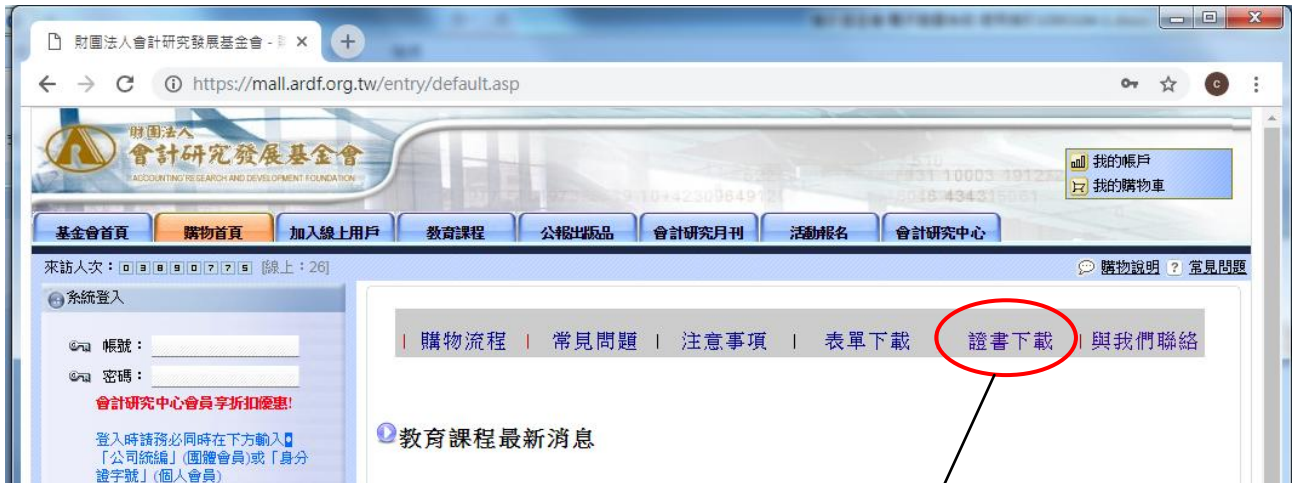 財團法人會計研究發展基金會 -
https://mall.ardf.org.tw/entry/default.asp
財團法人
會計研究發展基金會
ACCOUNTING RESEARCH AND DEVELOPMENT FOUNDATION
我的帳戶
我的購物車
基金會首頁 購物首頁 加入線上用戶 教育課程 公報出版品 會計研究月刊 活動報名 會計研究中心
來訪人次：03890775 [線上：26] 購物說明 ? 常見問題
系統登入
| 購物流程 | 常見問題 | 注意事項 | 表單下載 證書下載 | 與我們聯絡
帳號：
密碼：
會計研究中心會員享折扣優惠!
教育課程最新消息
登入時請務必同時在下方輸入
「公司統編」(團體會員)或「身分
證字號」(個人會員)